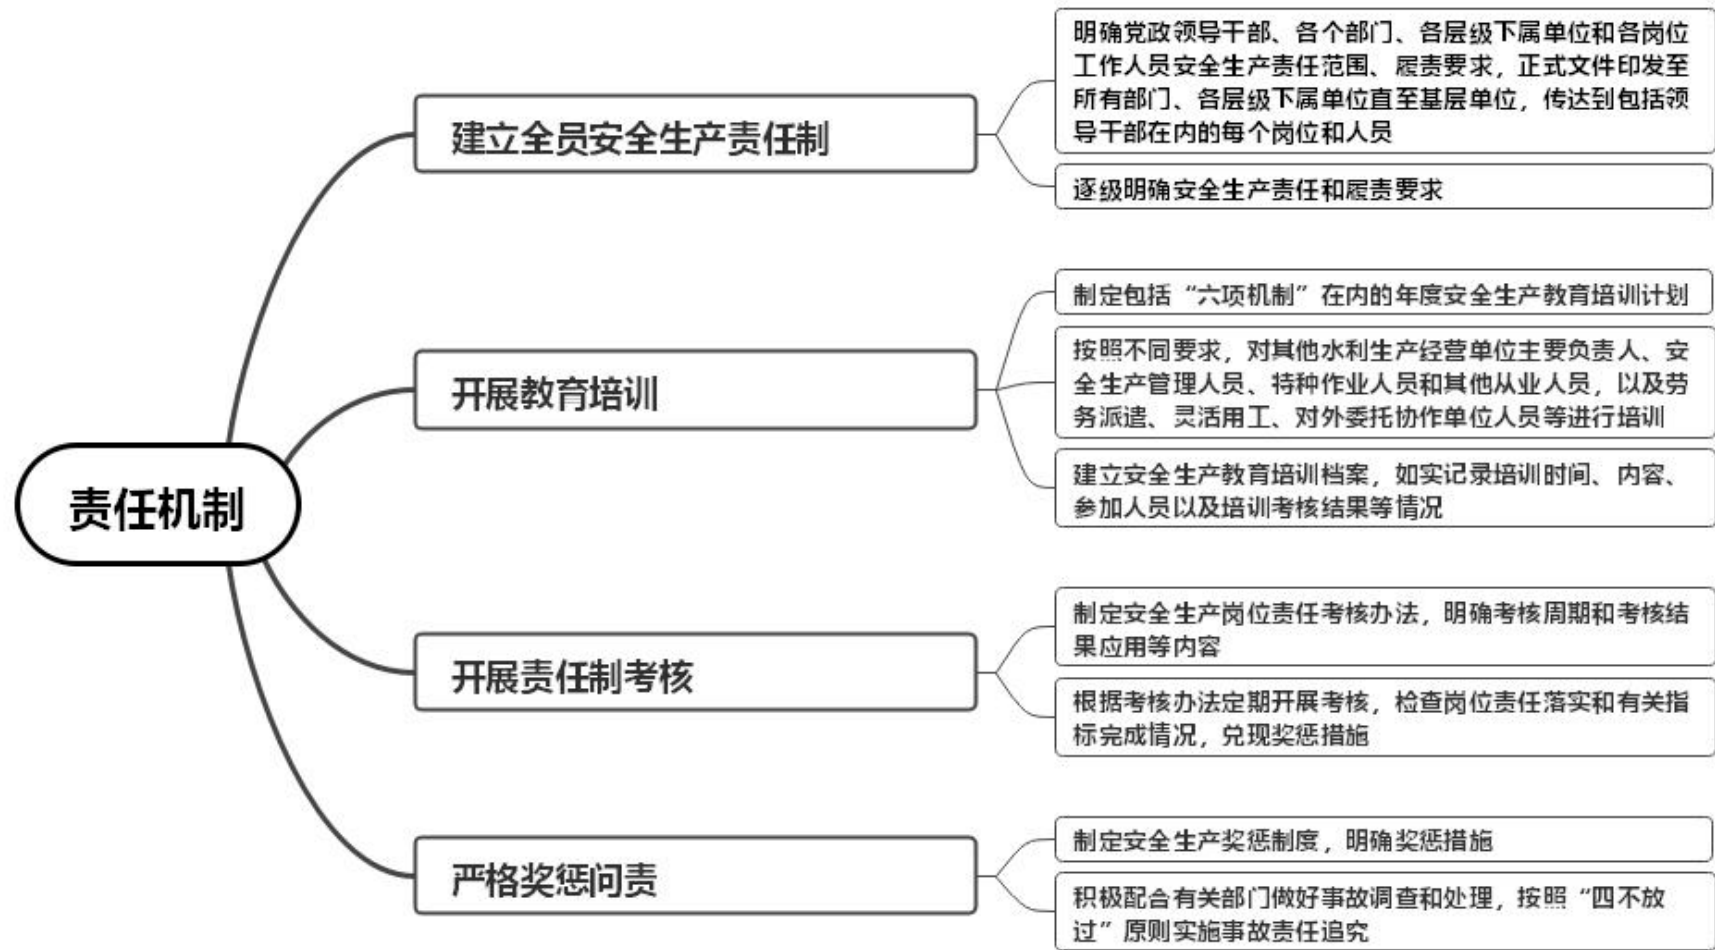 责任机制
建立全员安全生产责任制
明确党政领导干部、各个部门、各层级下属单位和各岗位
工作人员安全生产责任范围、履责要求，正式文件印发至
所有部门、各层级下属单位直至基层单位，传达到包括领
导干部在内的每个岗位和人员
逐级明确安全生产责任和履责要求
开展教育培训
制定包括“六项机制”在内的年度安全生产教育培训计划
按照不同要求，对其他水利生产经营单位主要负责人、安
全生产管理人员、特种作业人员和其他从业人员，以及劳
务派遣、灵活用工、对外委托协作单位人员等进行培训
建立安全生产教育培训档案，如实记录培训时间、内容、
参加人员以及培训考核结果等情况
开展责任制考核
制定安全生产岗位责任考核办法，明确考核周期和考核结
果应用等内容
根据考核办法定期开展考核，检查岗位责任落实和有关指
标完成情况，兑现奖惩措施
严格奖惩问责
制定安全生产奖惩制度，明确奖惩措施
积极配合有关部门做好事故调查和处理，按照“四不放
过”原则实施事故责任追究